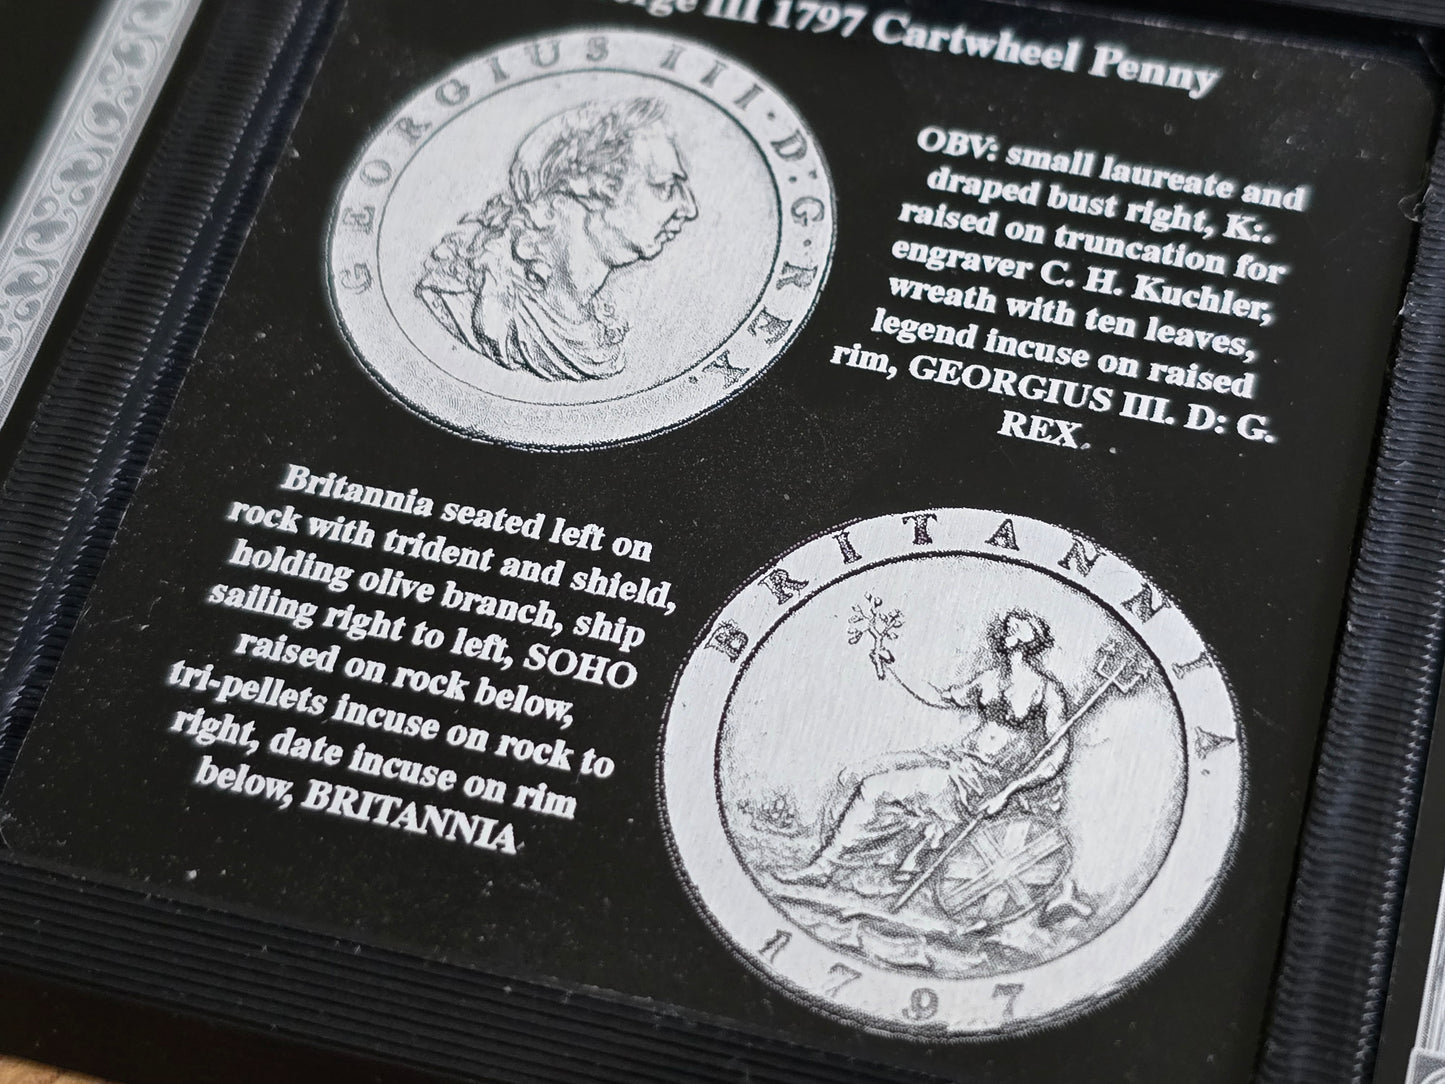 III 1797 Cartwheel Penny
GEORGIUS III·D:G·REX.
OBV: small laureate and
draped bust right, K:.
raised on truncation for
engraver C. H. Kuchler,
wreath with ten leaves,
legend incuse on raised
rim, GEORGIUS III. D: G.
REX.
Britannia seated left on
rock with trident and shield,
holding olive branch, ship
sailing right to left, SOHO
raised on rock below,
tri-pellets incuse on rock to
right, date incuse on rim
below, BRITANNIA
BRITANNIA.
1797